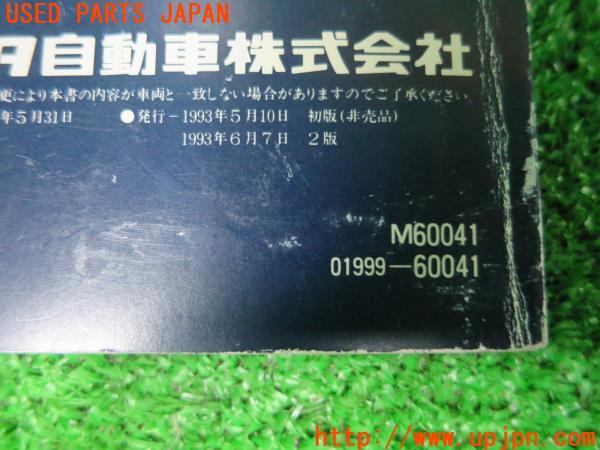 USED PARTS JAPAN
タ自動車株式会社
更により本書の内容が車両と一致しない場合がありますのでご了承ください。
年5月31日 ●発行－1993年5月10日 初版(非売品)
1993年6月7日 2版
M60041
01999－60041
http://www.upjpn.com/